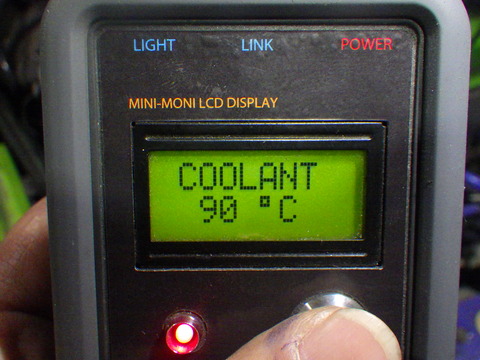 LIGHT LINK POWER
MINI-MONI LCD DISPLAY
COOLANT
90 °C